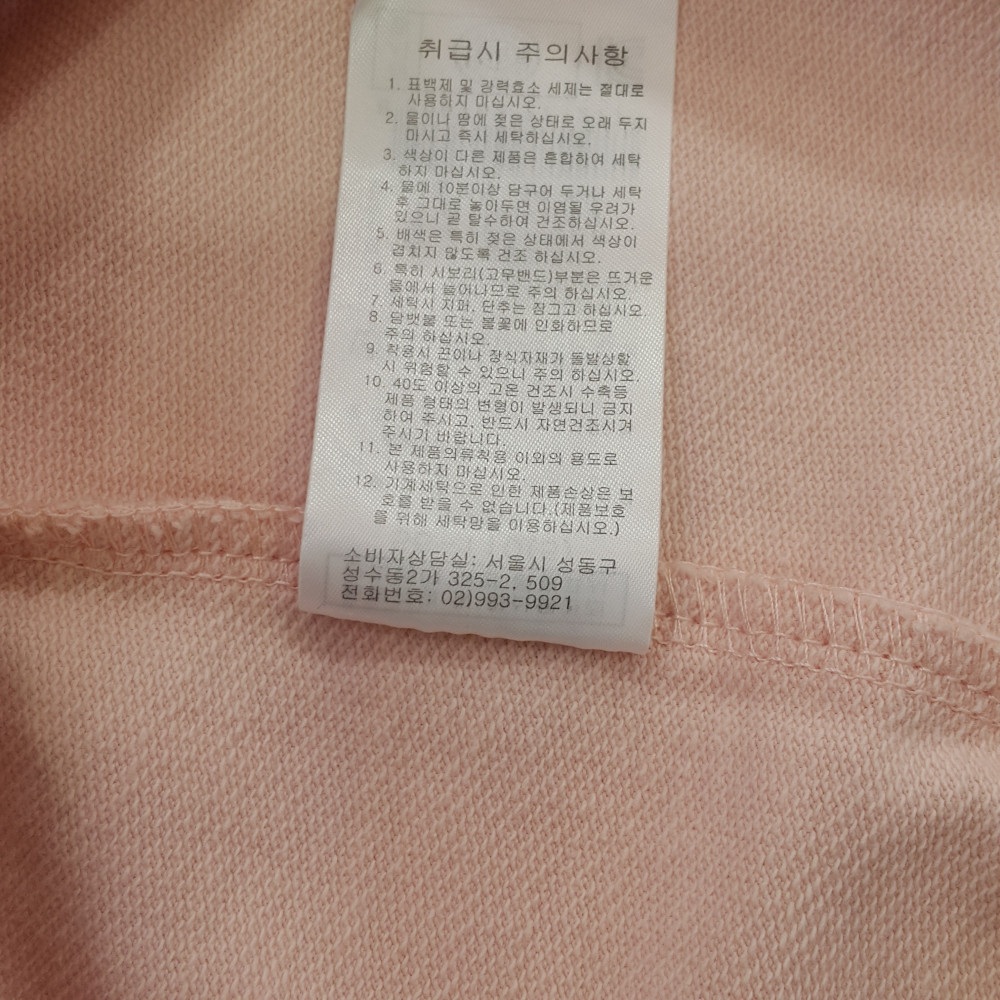 취급시 주의사항
1. 표백제 및 강력효소 세제는 절대로
사용하지 마십시오.
2. 물이나 땀에 젖은 상태로 오래 두지
마시고 즉시 세탁하십시오.
3. 색상이 다른 제품은 혼합하여 세탁
하지 마십시오.
4. 물에 10분이상 담구어 두거나 세탁
후 그대로 놓아두면 이염될 우려가
있으니 곧 탈수하여 건조하십시오.
5. 배색은 특히 젖은 상태에서 색상이
겹치지 않도록 건조 하십시오.
6. 특히 시보리(고무밴드)부분은 뜨거운
물에서 늘어나므로 주의 하십시오.
7. 세탁시 지퍼, 단추는 잠그고 하십시오.
8. 담뱃불 또는 불꽃에 인화하므로
주의 하십시오.
9. 착용시 끈이나 장식자재가 돌발상황
시 위험할 수 있으니 주의 하십시오.
10. 40도 이상의 고온 건조시 수축등
제품 형태의 변형이 발생되니 금지
하여 주시고, 반드시 자연건조시겨
주시기 바랍니다.
11. 본 제품의류착용 이외의 용도로
사용하지 마십시오.
12. 기계세탁으로 인한 제품손상은 보
호를 받을 수 없습니다.(제품보호
를 위해 세탁망을 이용하십시오.)
소비자상담실: 서울시 성동구
성수동2가 325-2, 509
전화번호: 02)993-9921